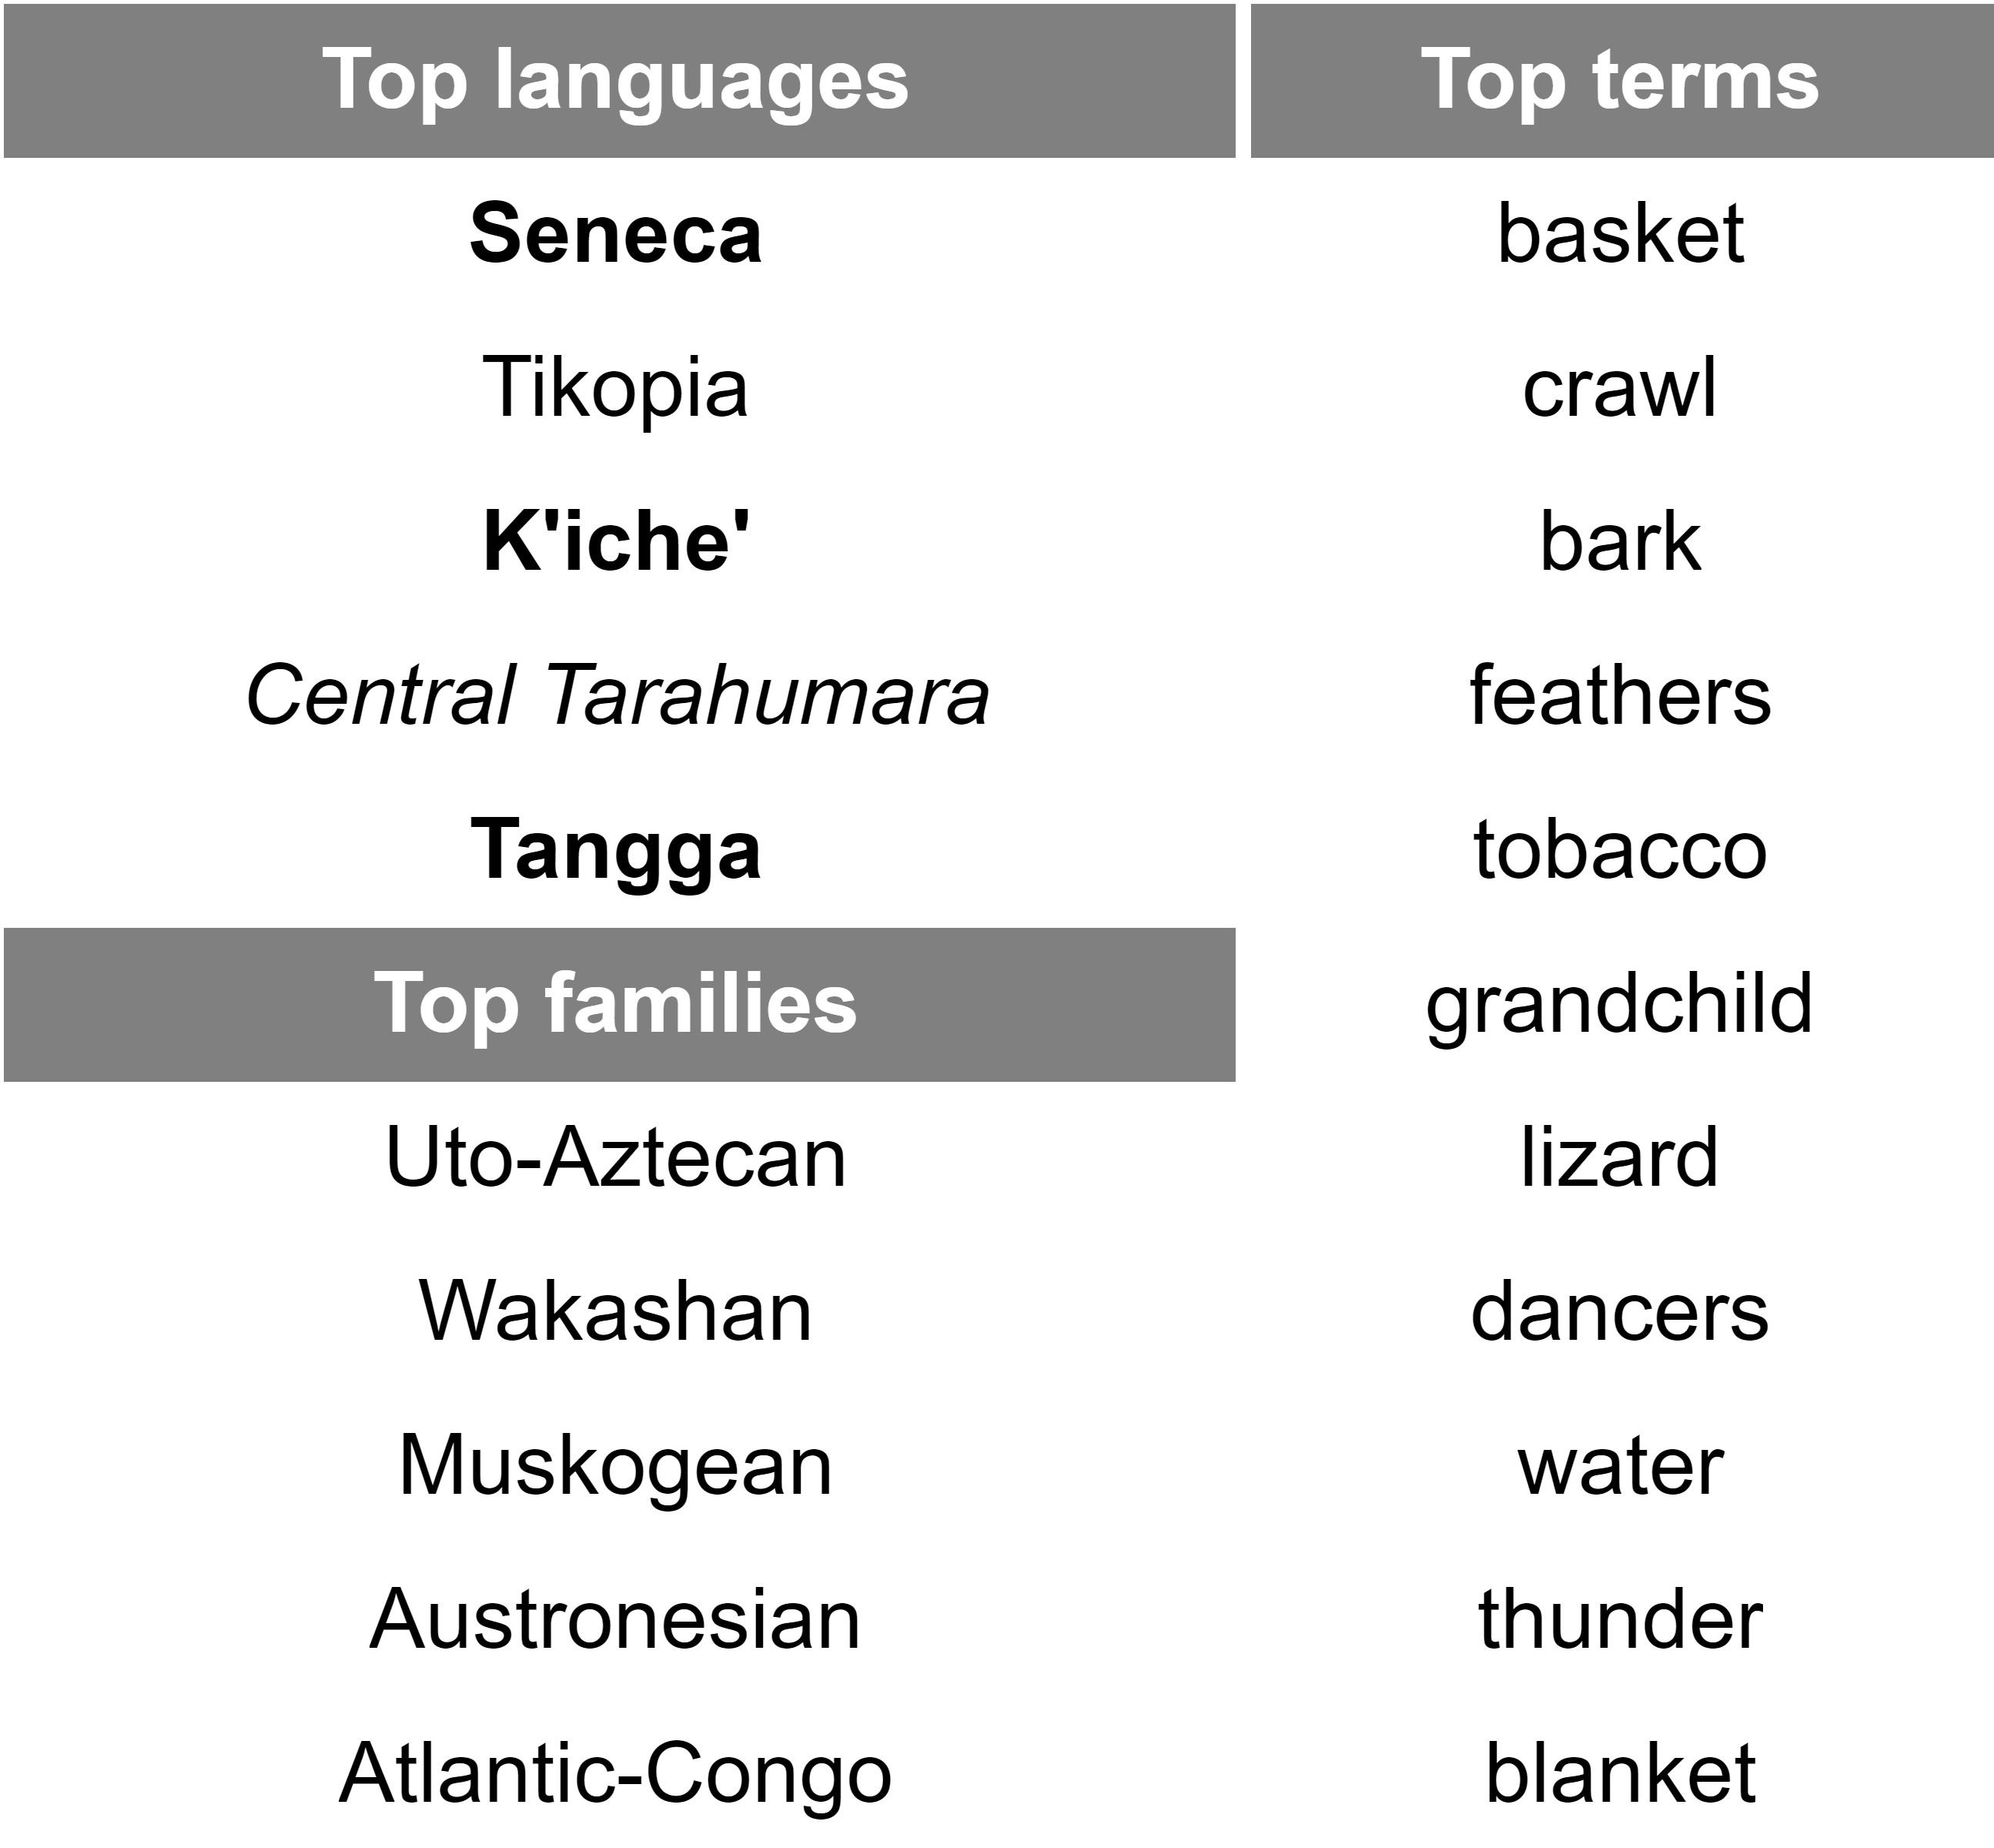 Top languages
Seneca
Tikopia
K'iche'
Central Tarahumara
Tangga
Top families
Uto-Aztecan
Wakashan
Muskogean
Austronesian
Atlantic-Congo
Top terms
basket
crawl
bark
feathers
tobacco
grandchild
lizard
dancers
water
thunder
blanket